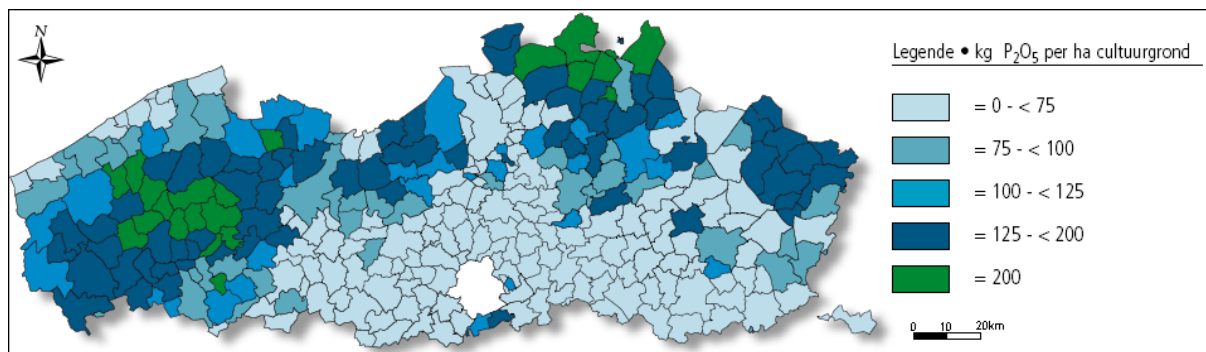 N
Legende • kg P₂O₅ per ha cultuurgrond
= 0 - < 75
= 75 - < 100
= 100 - < 125
= 125 - < 200
= 200
0 10 20km